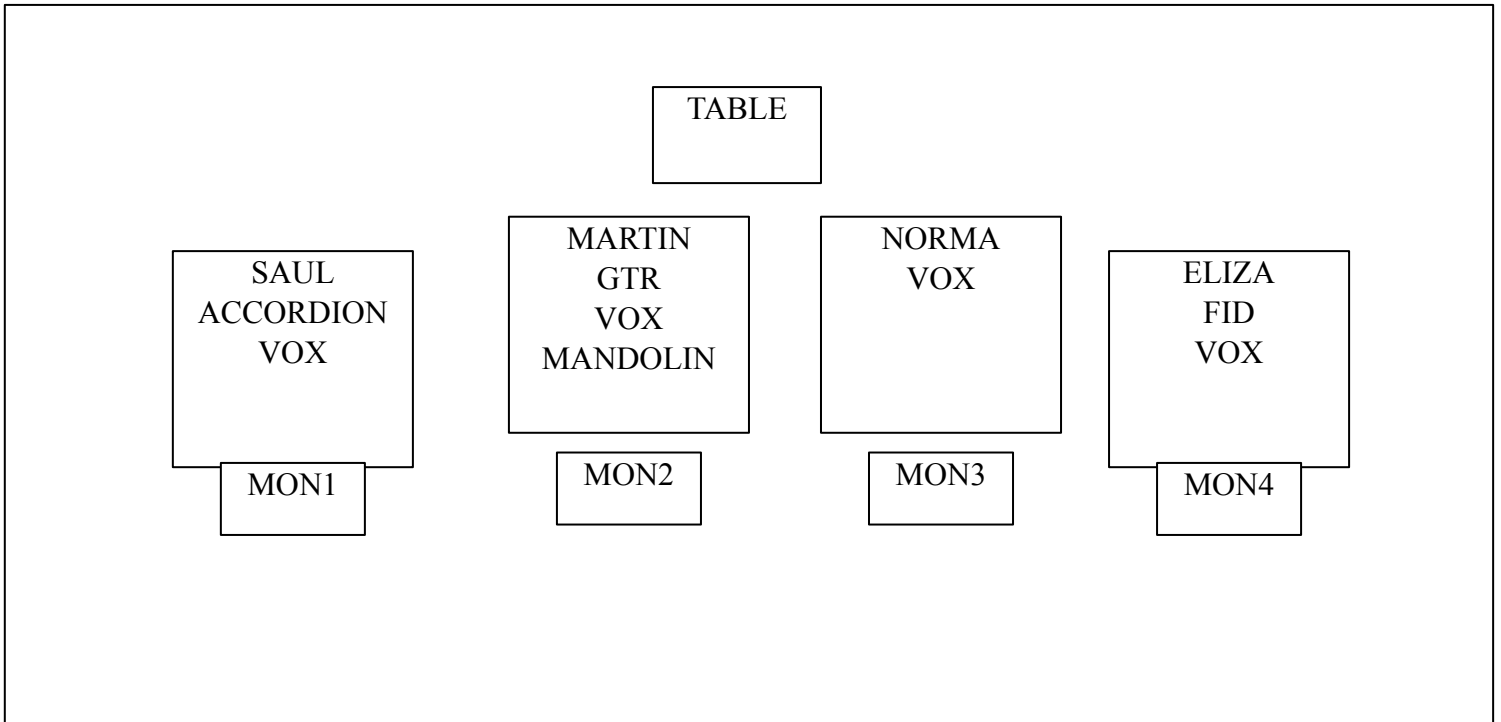 TABLE
SAUL
ACCORDION
VOX
MARTIN
GTR
VOX
MANDOLIN
NORMA
VOX
ELIZA
FID
VOX
MON1
MON2
MON3
MON4